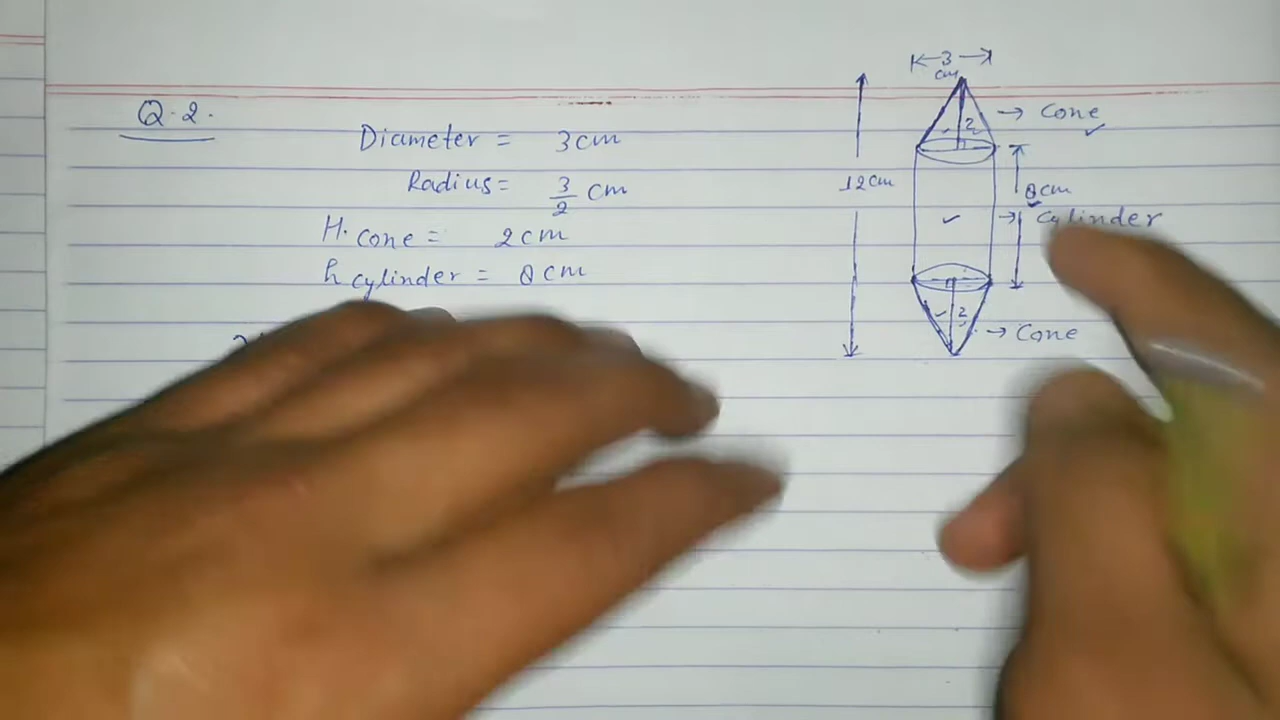 Q.2.
Diameter = 3cm
Radius = 3/2 cm
H. cone = 2cm
h cylinder = 8cm
3
cm
→ Cone
2
12cm
8cm
→ Cylinder
2
→ Cone